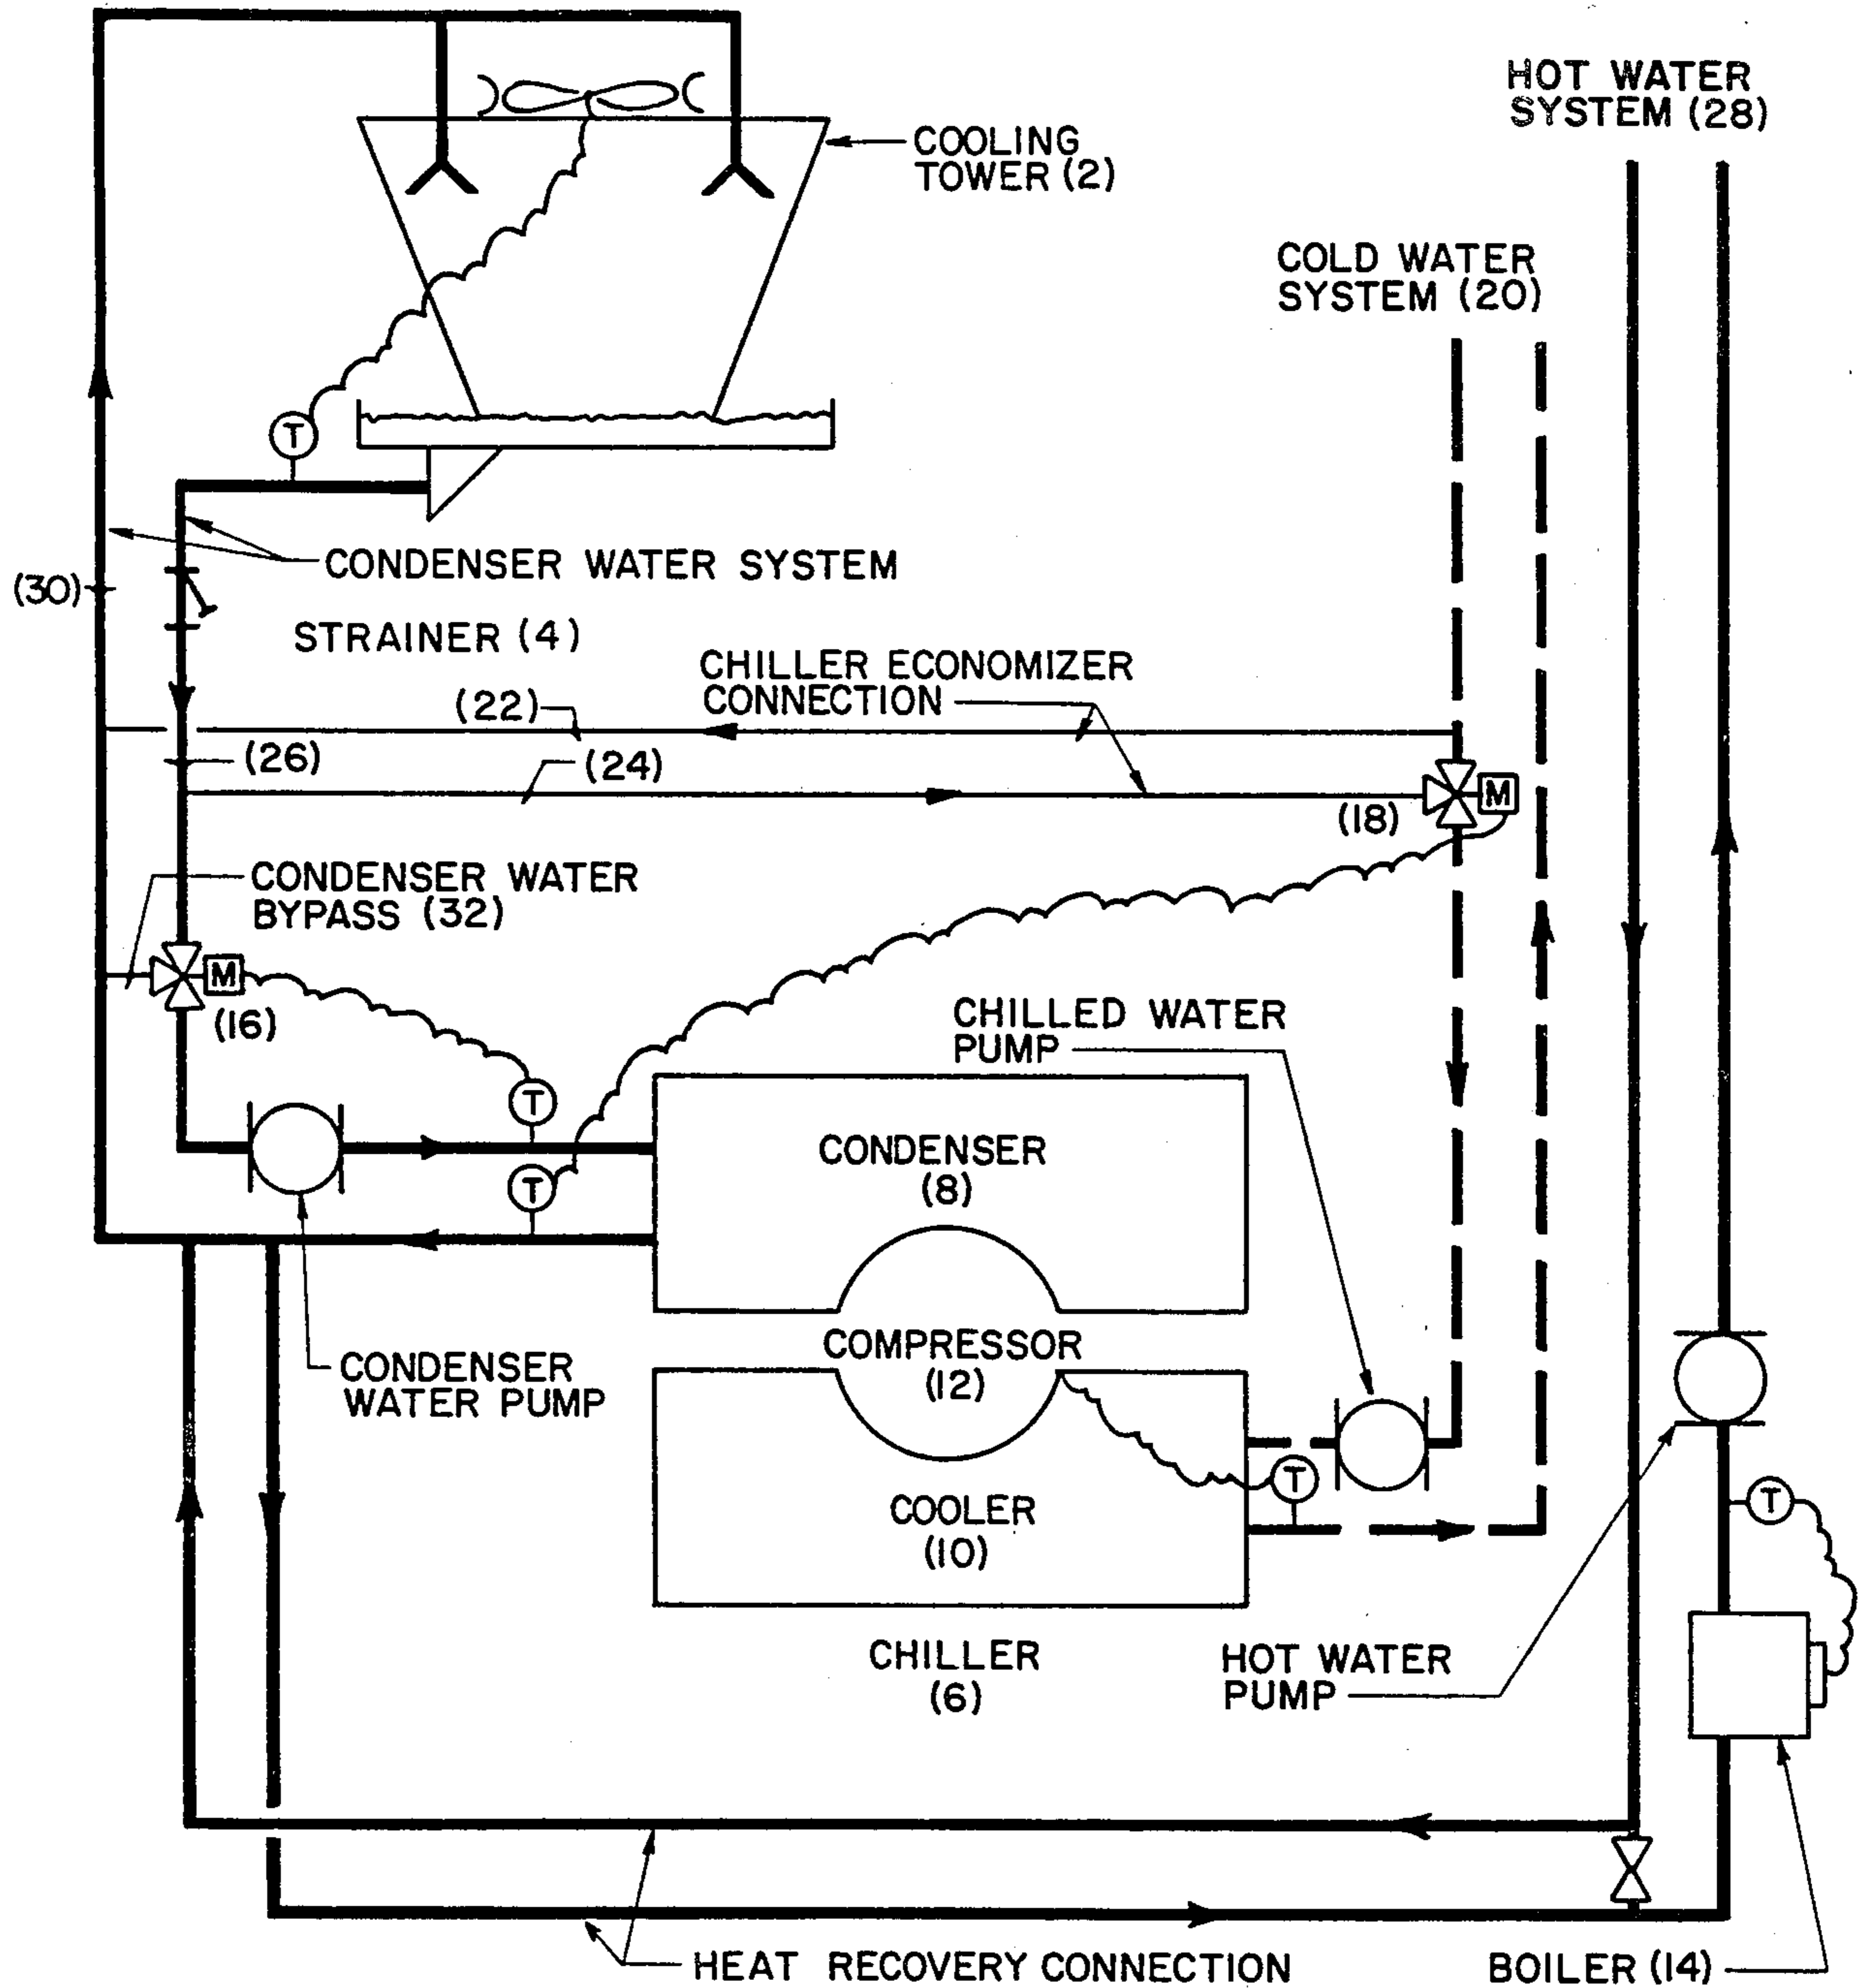 HOT WATER
SYSTEM (28)
COOLING
TOWER (2)
COLD WATER
SYSTEM (20)
T
CONDENSER WATER SYSTEM
(30)
STRAINER (4)
CHILLER ECONOMIZER
CONNECTION
(22)
(26)
(24)
M
(18)
CONDENSER WATER
BYPASS (32)
M
(16)
CHILLED WATER
PUMP
T
CONDENSER
(8)
T
COMPRESSOR
(12)
CONDENSER
WATER PUMP
T
T
COOLER
(10)
CHILLER
(6)
HOT WATER
PUMP
HEAT RECOVERY CONNECTION
BOILER (14)